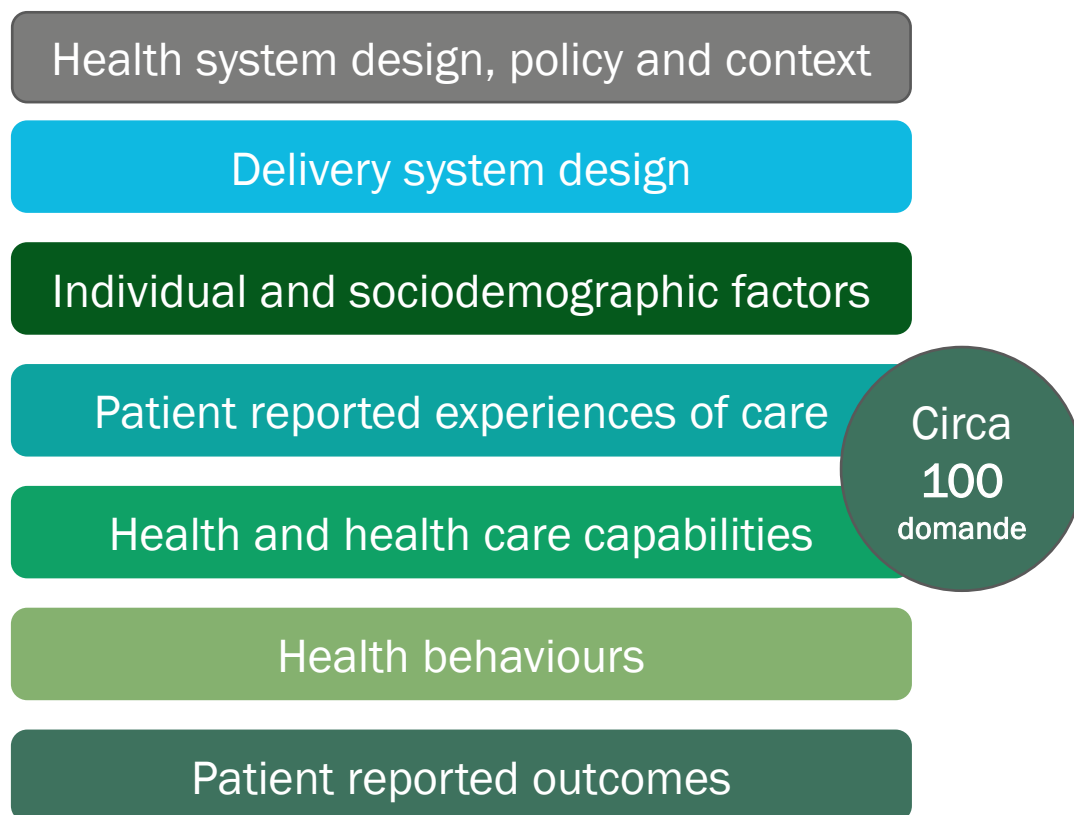 Health system design, policy and context
Delivery system design
Individual and sociodemographic factors
Patient reported experiences of care
Circa
100
domande
Health and health care capabilities
Health behaviours
Patient reported outcomes